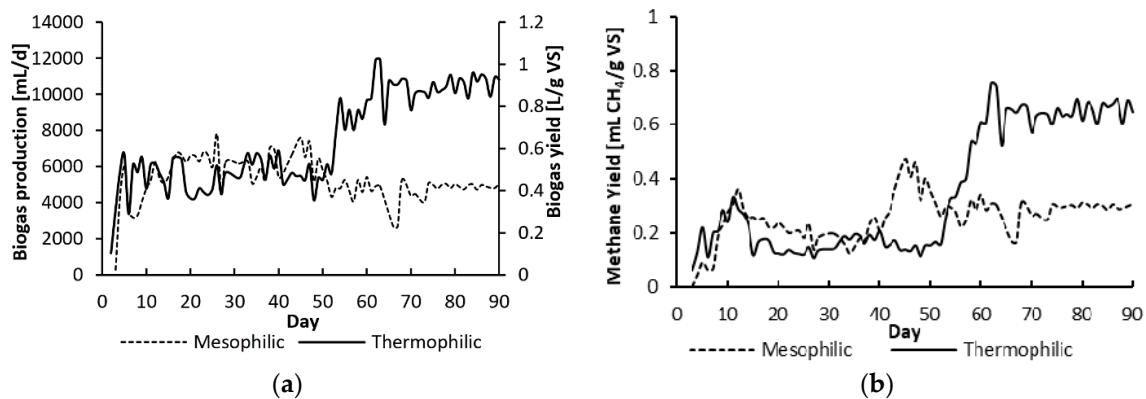 14000
12000
10000
8000
6000
4000
2000
0
Biogas production [mL/d]
1.2
1
0.8
0.6
0.4
0.2
0
Biogas yield [L/g VS]
0 10 20 30 40 50 60 70 80 90
Day
Mesophilic Thermophilic
(a)
1
0.8
0.6
0.4
0.2
0
Methane Yield [mL CH₄/g VS]
0 10 20 30 40 50 60 70 80 90
Day
Mesophilic Thermophilic
(b)